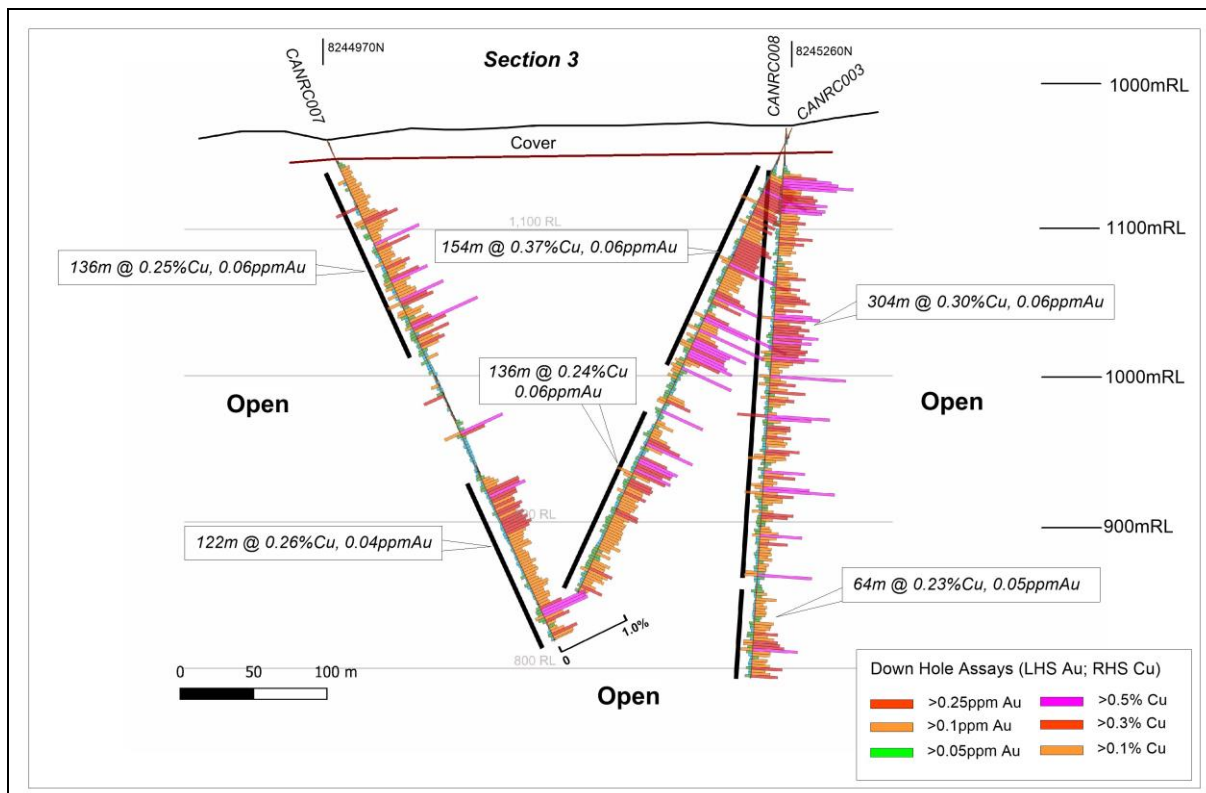 8244970N
Section 3
8245260N
CANRC007
CANRC008
CANRC003
1000mRL
Cover
1,100 RL
1100mRL
154m @ 0.37%Cu, 0.06ppmAu
136m @ 0.25%Cu, 0.06ppmAu
304m @ 0.30%Cu, 0.06ppmAu
136m @ 0.24%Cu
0.06ppmAu
1000mRL
Open
Open
00 RL
900mRL
122m @ 0.26%Cu, 0.04ppmAu
64m @ 0.23%Cu, 0.05ppmAu
0
1.0%
800 RL
0 50 100 m
Open
Down Hole Assays (LHS Au; RHS Cu)
>0.25ppm Au >0.5% Cu
>0.1ppm Au >0.3% Cu
>0.05ppm Au >0.1% Cu